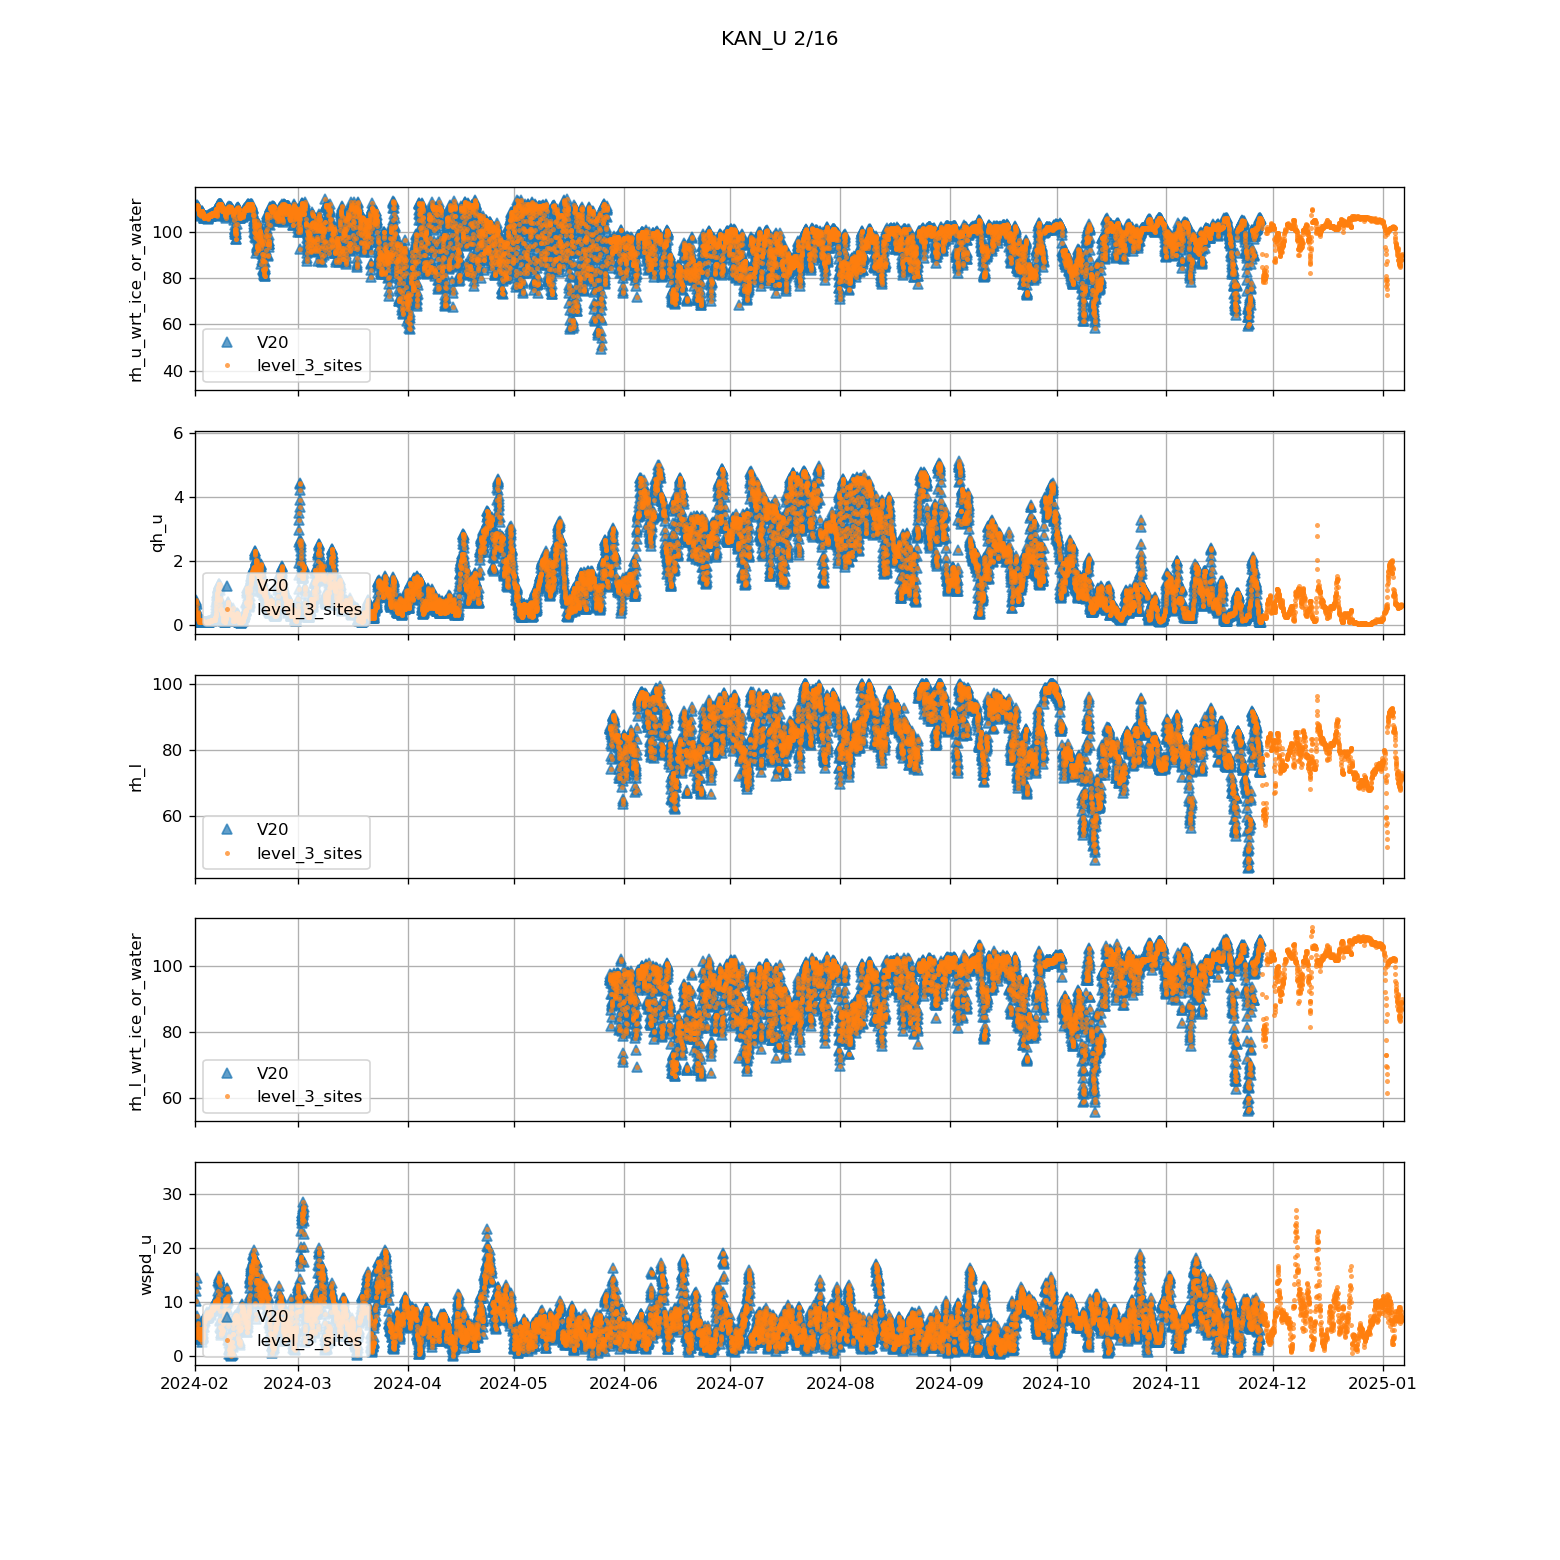 KAN_U 2/16
rh_u_wrt_ice_or_water
100
80
60
40
V20
level_3_sites
qh_u
6
4
2
0
V20
level_3_sites
rh_l
100
80
60
V20
level_3_sites
rh_l_wrt_ice_or_water
100
80
60
V20
level_3_sites
wspd_u
30
20
10
0
V20
level_3_sites
2024-02 2024-03 2024-04 2024-05 2024-06 2024-07 2024-08 2024-09 2024-10 2024-11 2024-12 2025-01